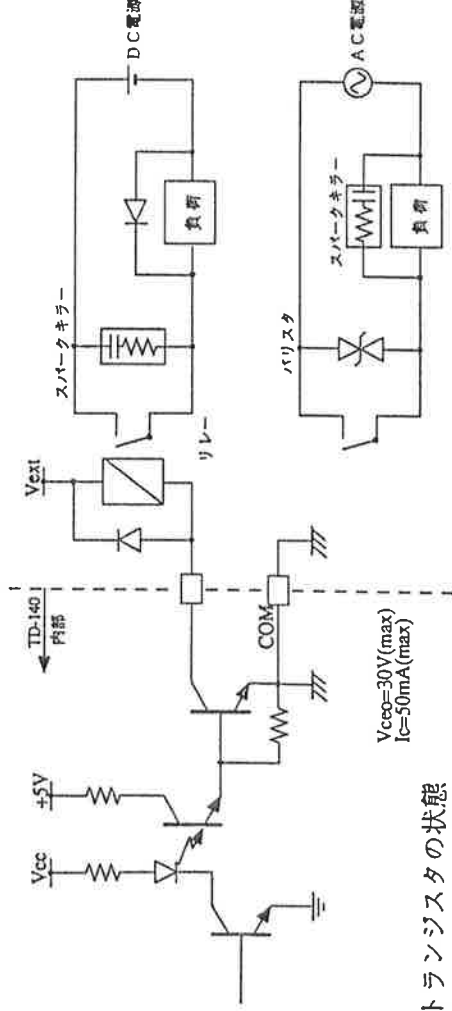 TD-140
内部
Vcc
+5V
COM
Vceo=30V(max)
Ic=50mA(max)
トランジスタの状態
Vext
リレー
スパークキラー
負荷
DC電源
バリスタ
スパークキラー
負荷
AC電源